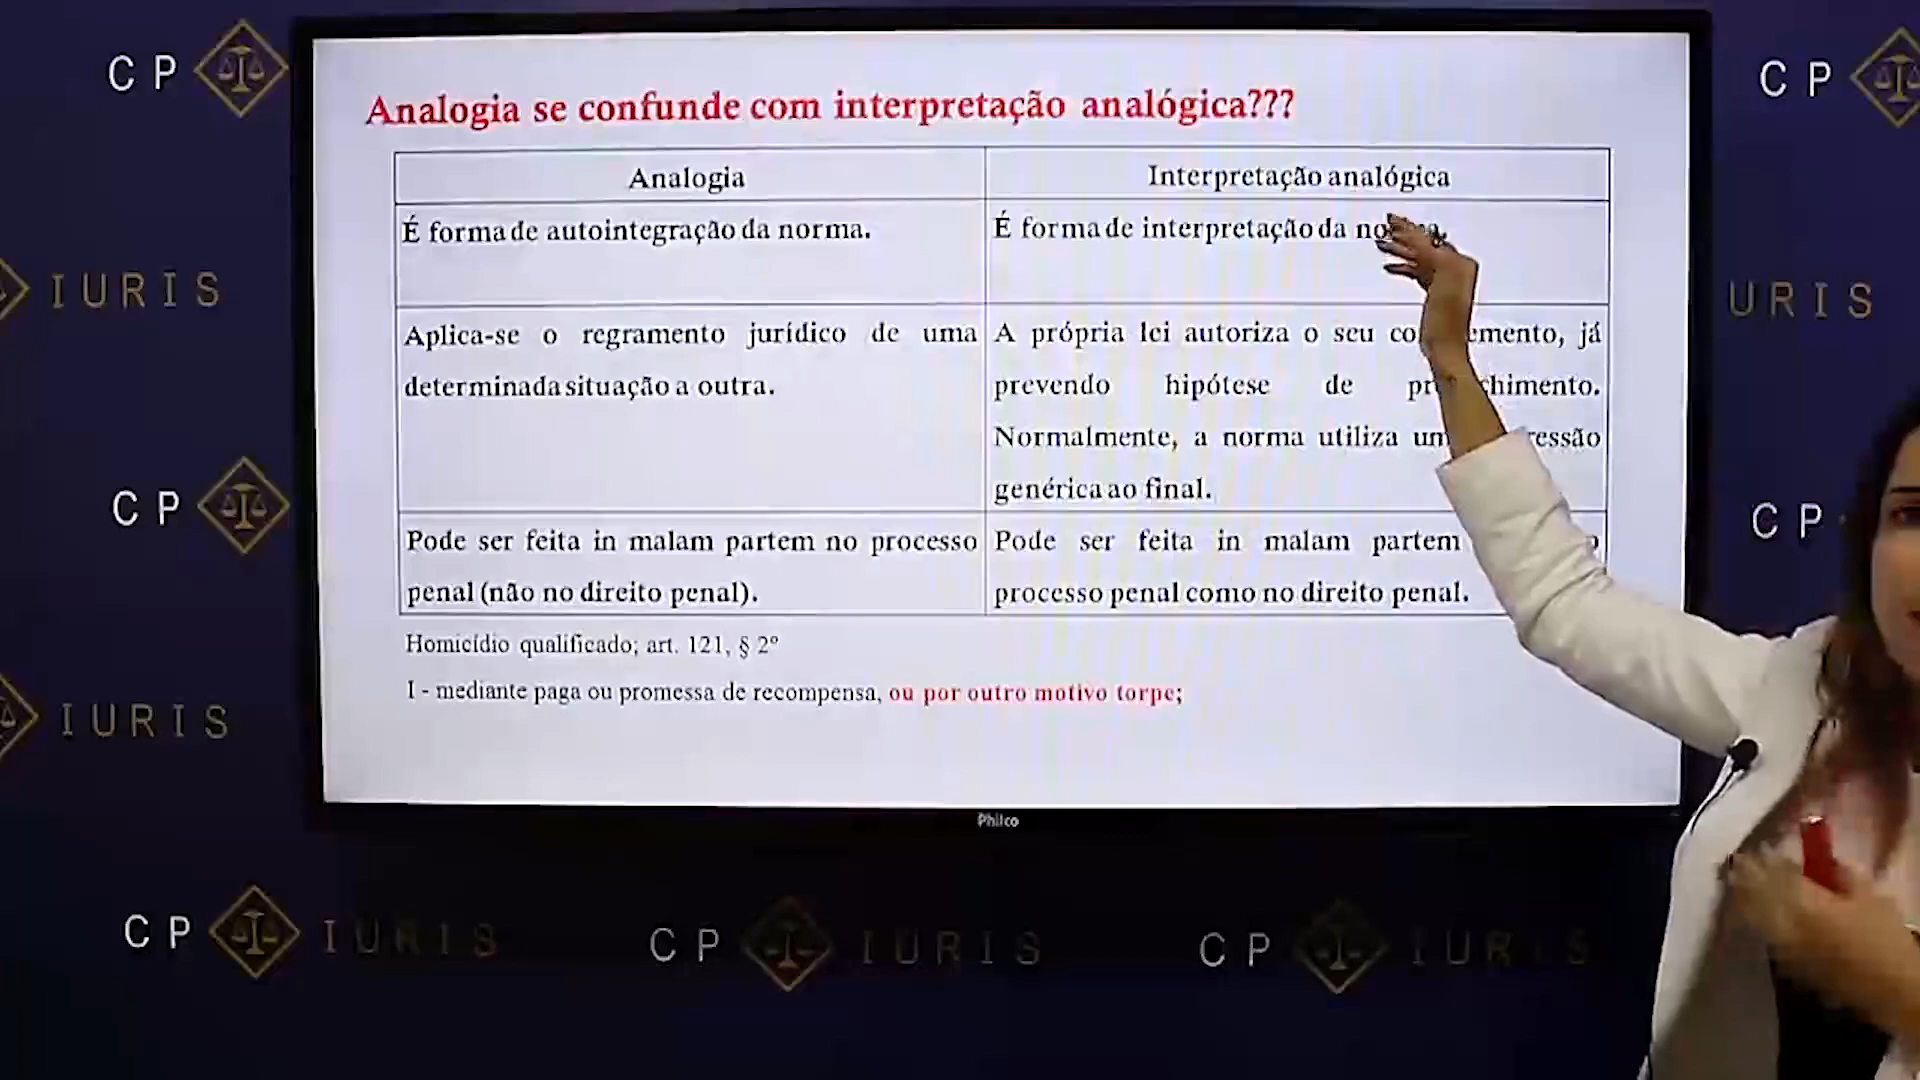 CP
CP
Analogia se confunde com interpretação analógica???
Analogia
Interpretação analógica
É forma de autointegração da norma.
É forma de interpretação da
IURIS
URIS
Aplica-se o regramento jurídico de uma
determinada situação a outra.
A própria lei autoriza o seu já
prevendo hipótese de
Normalmente, a norma utiliza
genérica ao final.
CP
CP
Pode ser feita in malam partem no processo
penal (não no direito penal).
Pode ser feita in malam partem
processo penal como no direito penal.
Homicídio qualificado; art. 121, § 2º
I - mediante paga ou promessa de recompensa, ou por outro motivo torpe;
IURIS
Philco
CP IURIS
CP IURIS
CP IURIS